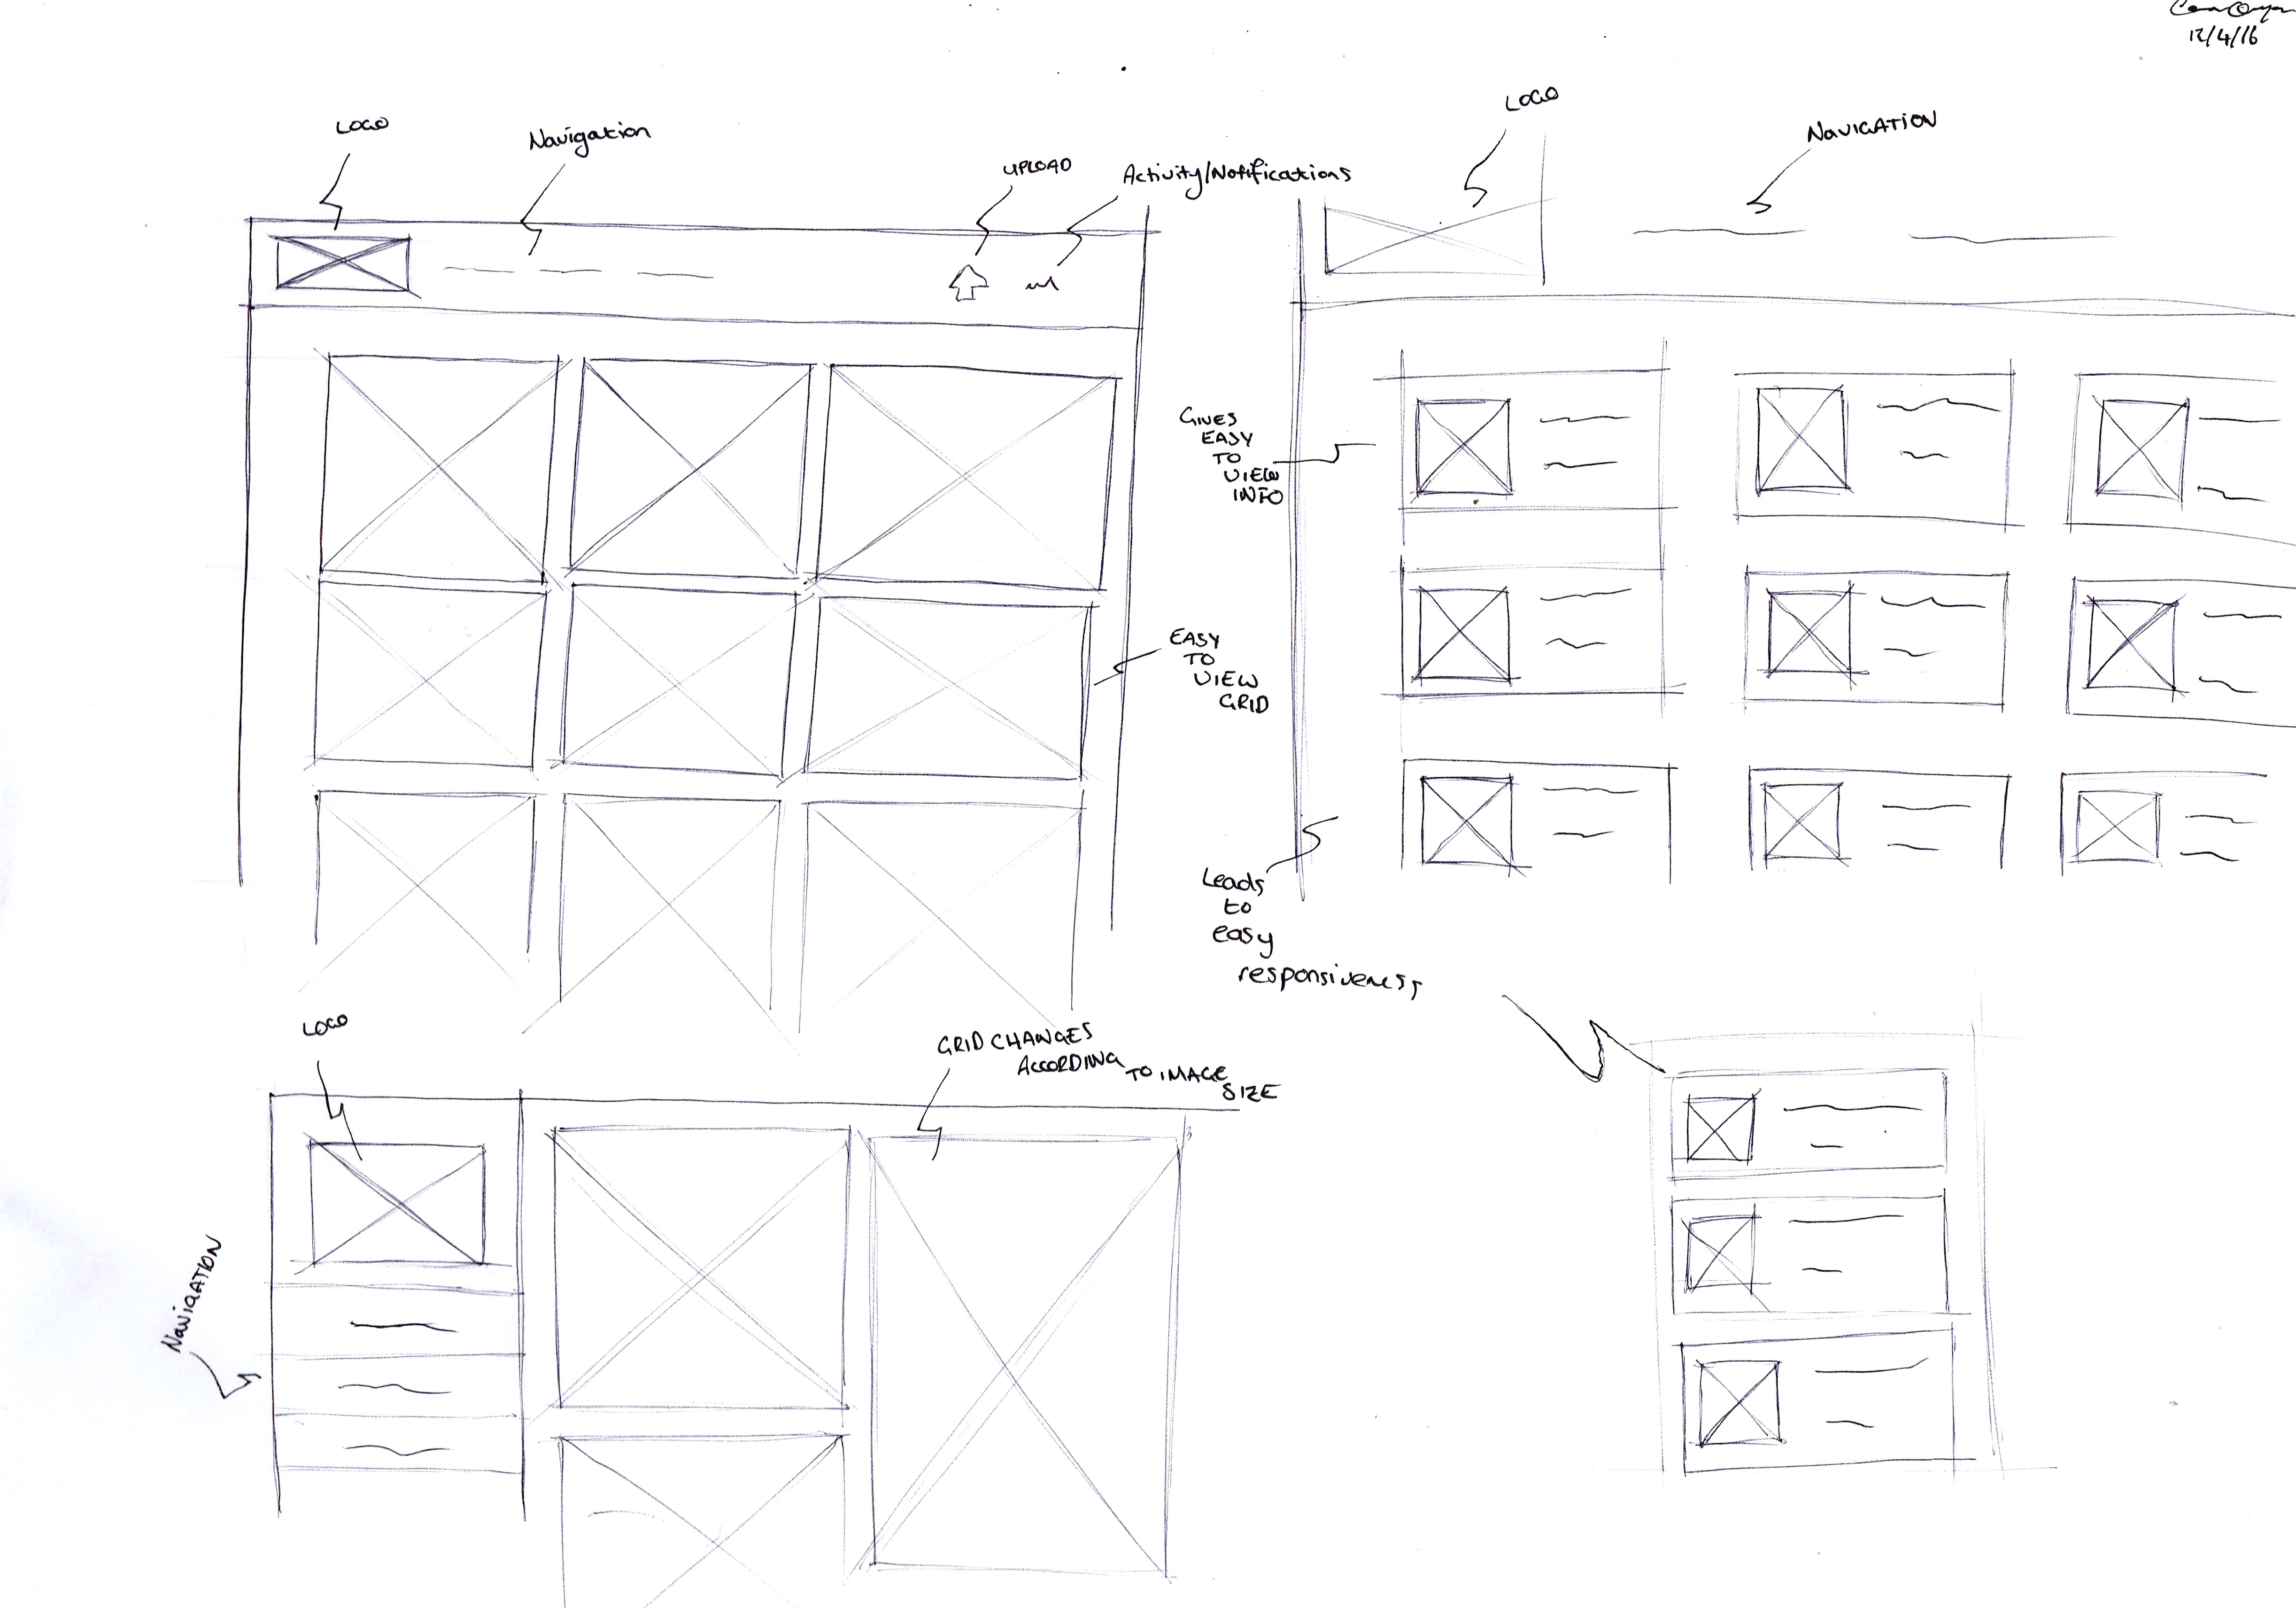 12/4/16
LOGO
Navigation
UPLOAD
Activity/Notifications
LOGO
NAVIGATION
GIVES
EASY
TO
VIEW
INFO
EASY
TO
VIEW
GRID
Leads
to
easy
responsiveness
LOGO
GRID CHANGES
ACCORDING
TO IMAGE
SIZE
NAVIGATION